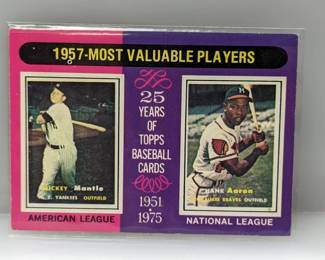 1957-MOST VALUABLE PLAYERS
25
YEARS OF
TOPPS
BASEBALL
CARDS
1951
1975
MICKEY Mantle
N. Y. YANKEES OUTFIELD
AMERICAN LEAGUE
HANK Aaron
MILWAUKEE BRAVES OUTFIELD
NATIONAL LEAGUE